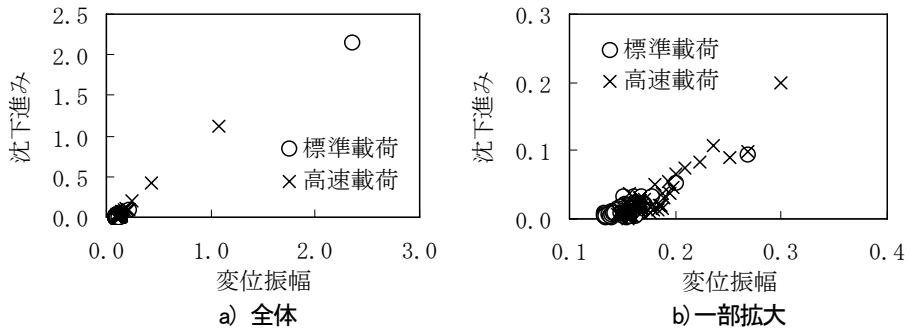 2.5
2.0
1.5
1.0
0.5
0.0
沈下進み
○標準載荷
×高速載荷
0.0 1.0 2.0 3.0
変位振幅
a) 全体
0.3
0.2
0.1
0.0
沈下進み
○標準載荷
×高速載荷
0.1 0.2 0.3 0.4
変位振幅
b)一部拡大